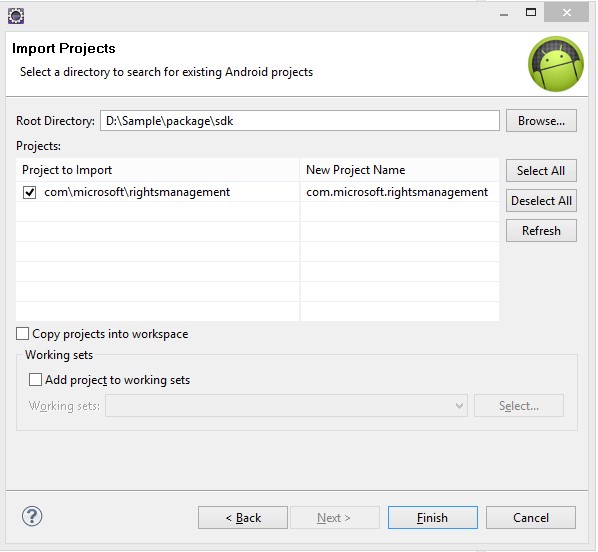 Import Projects
Select a directory to search for existing Android projects
Root Directory: D:\Sample\package\sdk Browse...
Projects:
Project to Import New Project Name Select All
com\microsoft\rightsmanagement com.microsoft.rightsmanagement
Deselect All
Refresh
Copy projects into workspace
Working sets
Add project to working sets
Working sets: Select...
? < Back Next > Finish Cancel